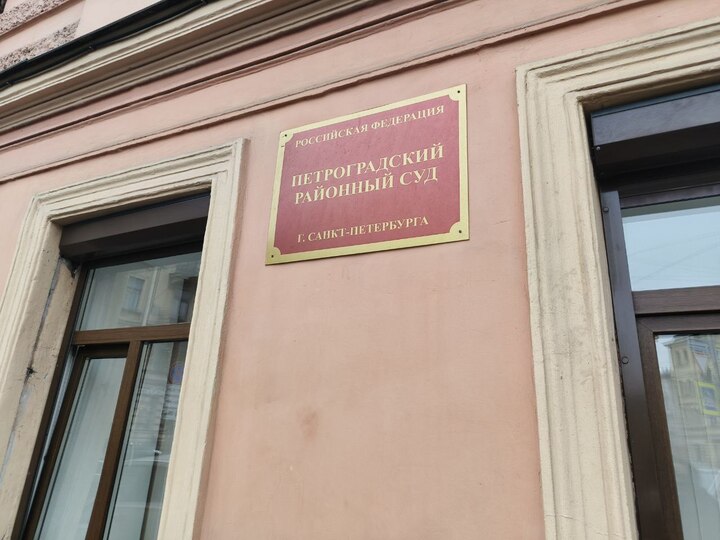 РОССИЙСКАЯ ФЕДЕРАЦИЯ
ПЕТРОГРАДСКИЙ
РАЙОННЫЙ СУД
Г. САНКТ-ПЕТЕРБУРГА